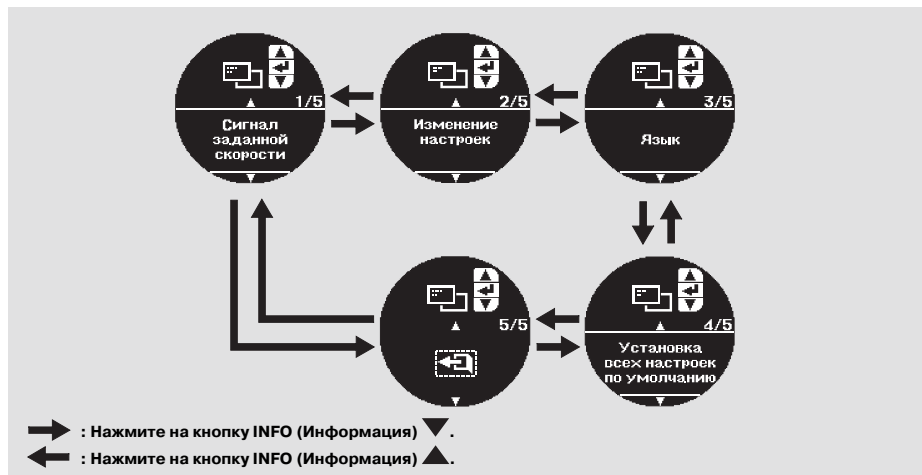 1/5
Сигнал
заданной
скорости
2/5
Изменение
настроек
3/5
Язык
5/5
4/5
Установка
всех настроек
по умолчанию
: Нажмите на кнопку INFO (Информация) ▼.
: Нажмите на кнопку INFO (Информация) ▲.